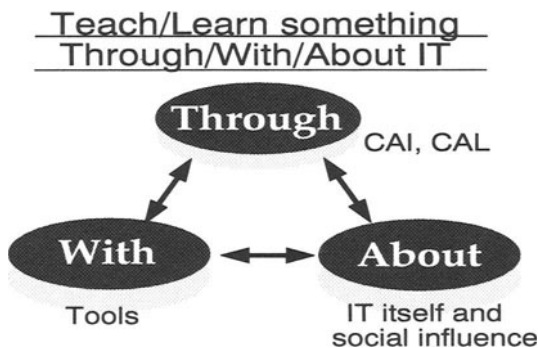 Teach/Learn something
Through/With/About IT
Through
CAI, CAL
With
About
Tools
IT itself and
social influence